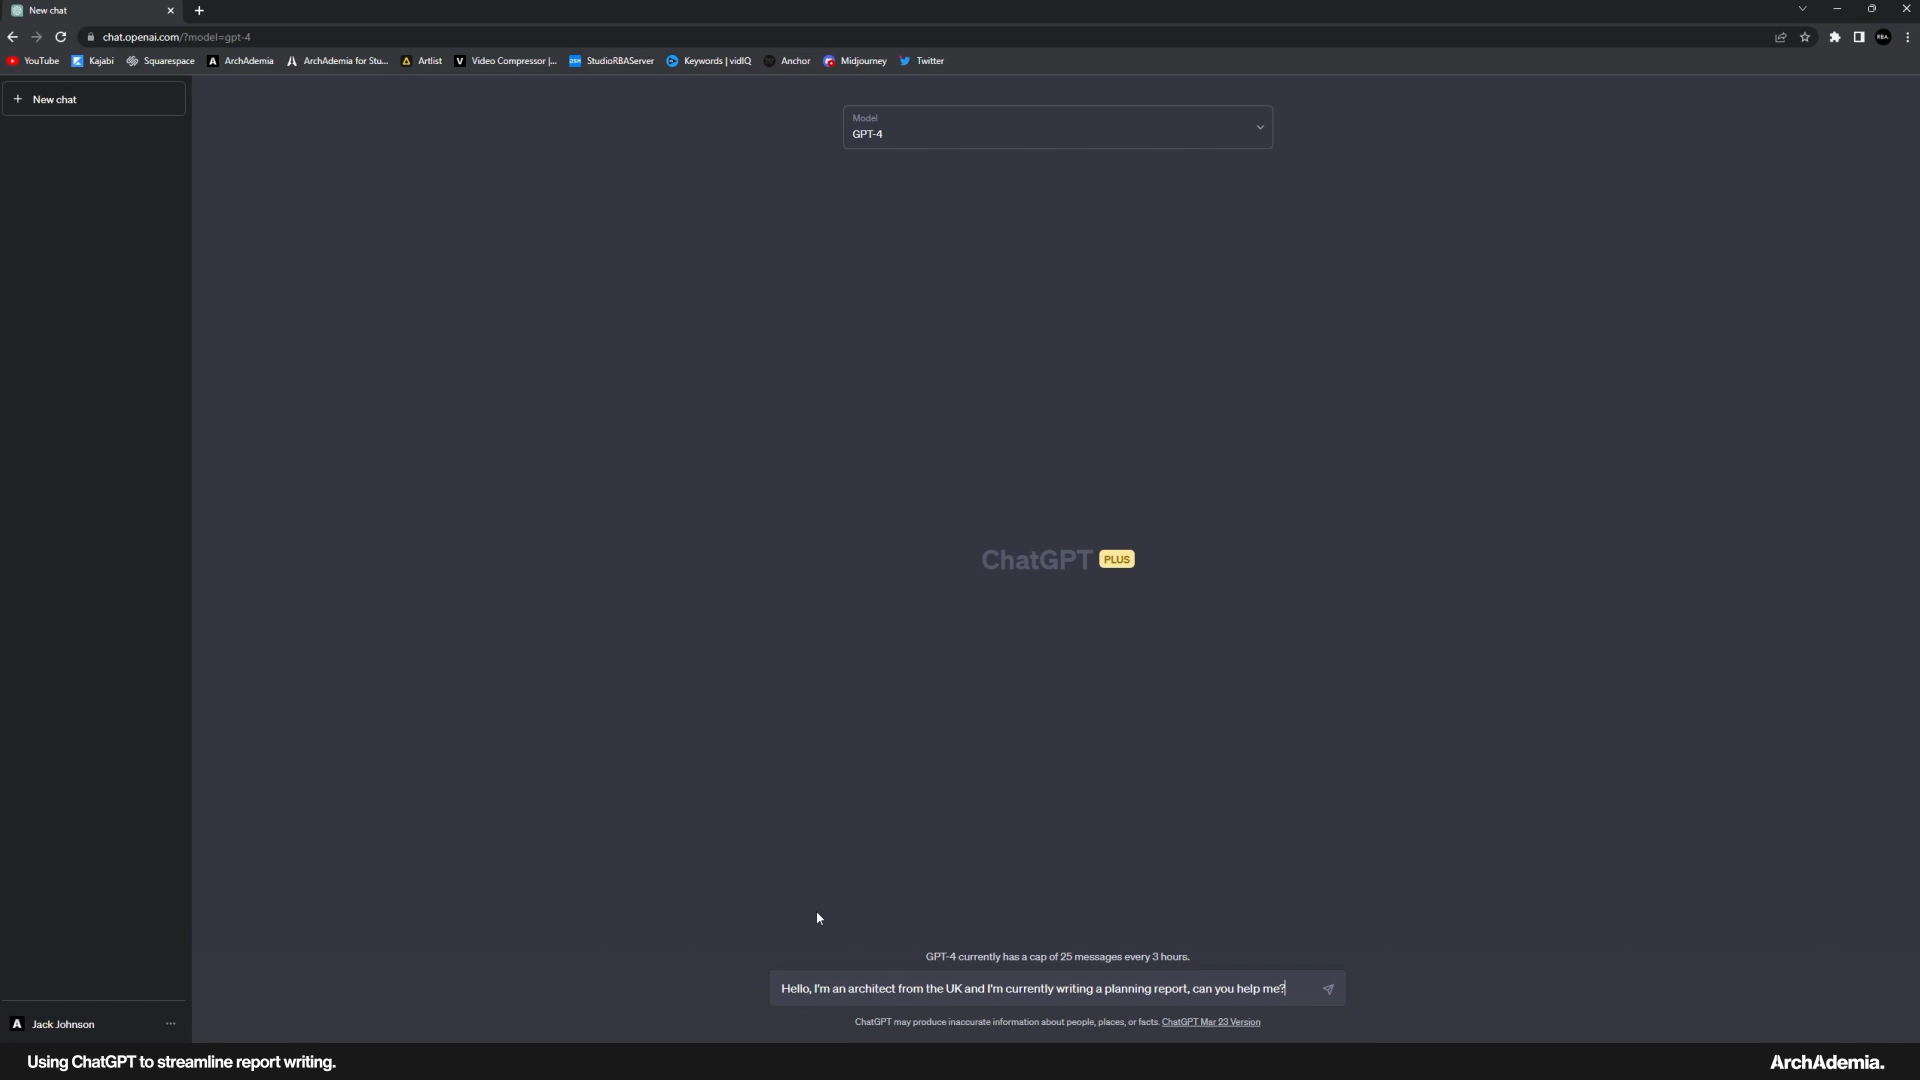 New chat
chat.openai.com/?model=gpt-4
YouTube Kajabi Squarespace ArchAdemia ArchAdemia for Stu... Artlist Video Compressor |... StudioRBAServer Keywords | vidIQ Anchor Midjourney Twitter
+ New chat
Model
GPT-4
ChatGPT PLUS
GPT-4 currently has a cap of 25 messages every 3 hours.
Hello, I'm an architect from the UK and I'm currently writing a planning report, can you help me?
ChatGPT may produce inaccurate information about people, places, or facts. ChatGPT Mar 23 Version
A Jack Johnson ...
Using ChatGPT to streamline report writing.
ArchAdemia.